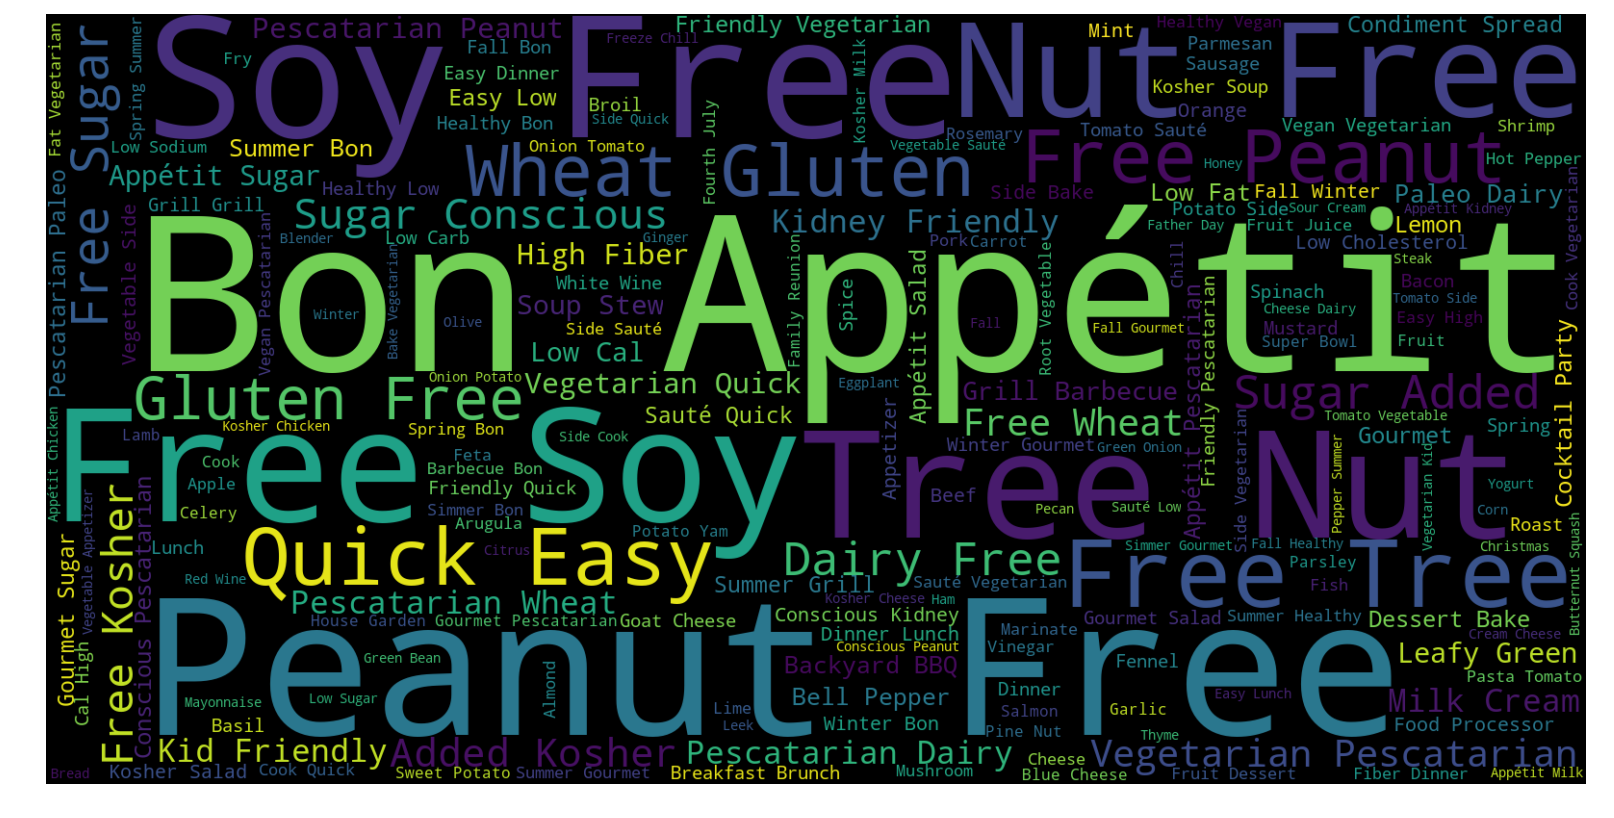 Soy Free
Nut Free
Pescatarian Peanut
Friendly Vegetarian
Healthy Vegan
Condiment Spread
Fat Vegetarian
Spring Summer
Free Sugar
Fry
Fall Bon
Freeze Chill
Mint
Parmesan
Sausage
Easy Dinner
Easy Low
Broil
Side Quick
Kosher Milk
Kosher Soup
Orange
Healthy Bon
Fourth July
Rosemary
Tomato Sauté
Vegan Vegetarian
Shrimp
Low Sodium
Summer Bon
Onion Tomato
Vegetable Sauté
Hot Pepper
Appétit Sugar
Healthy Low
Wheat Gluten
Free Peanut
Honey
Side Bake
Low Fat
Fall Winter
Paleo Dairy
Grill Grill
Sugar Conscious
Kidney Friendly
Potato Side
Sour Cream
Appétit Kidney
Pescatarian Paleo
Vegetable Side
Blender
Low Carb
Ginger
Pork
Carrot
Father Day
Fruit Juice
Lemon
Low Cholesterol
Cook Vegetarian
Bon Appétit
High Fiber
White Wine
Family Reunion
Spice
Appétit Salad
Root Vegetable
Chill
Friendly Pescatarian
Steak
Spinach
Bacon
Cheese Dairy
Tomato Side
Vegan Pescatarian
Winter
Bake Vegetarian
Olive
Soup Stew
Side Sauté
Fall
Fall Gourmet
Mustard
Easy High
Super Bowl
Fruit
Low Cal
Onion Potato
Vegetarian Quick
Eggplant
Grill Barbecue
Appétit Pescatarian
Sugar Added
Cocktail Party
Gluten Free
Sauté Quick
Free Wheat
Tomato Vegetable
Appétit Chicken
Lamb
Kosher Chicken
Spring Bon
Side Cook
Free Soy
Tree Nut
Appetizer
Winter Gourmet
Green Onion
Gourmet
Spring
Feta
Cook
Barbecue Bon
Apple
Friendly Quick
Beef
Side Vegetarian
Pepper Summer
Vegetarian Kid
Yogurt
Celery
Simmer Bon
Arugula
Pecan
Sauté Low
Corn
Roast
Free Kosher
Conscious Pescatarian
Vegetable Appetizer
Potato Yam
Lunch
Citrus
Quick Easy
Dairy Free
Simmer Gourmet
Fall Healthy
Christmas
Butternut Squash
Gourmet Sugar
Red Wine
Summer Grill
Sauté Vegetarian
Free Tree
Parsley
Fish
Pescatarian Wheat
Kosher Cheese
Ham
House Garden
Gourmet Pescatarian
Goat Cheese
Conscious Kidney
Gourmet Salad
Summer Healthy
Dessert Bake
Peanut Free
Dinner Lunch
Marinate
Cream Cheese
Conscious Peanut
Vinegar
Cal High
Green Bean
Backyard BBQ
Fennel
Leafy Green
Pasta Tomato
Mayonnaise
Low Sugar
Almond
Bell Pepper
Dinner
Easy Lunch
Milk Cream
Lime
Salmon
Garlic
Basil
Leek
Winter Bon
Pine Nut
Thyme
Food Processor
Kid Friendly
Added Kosher
Pescatarian Dairy
Cheese
Vegetarian Pescatarian
Bread
Kosher Salad
Cook Quick
Sweet Potato
Summer Gourmet
Breakfast Brunch
Mushroom
Blue Cheese
Fruit Dessert
Fiber Dinner
Appétit Milk